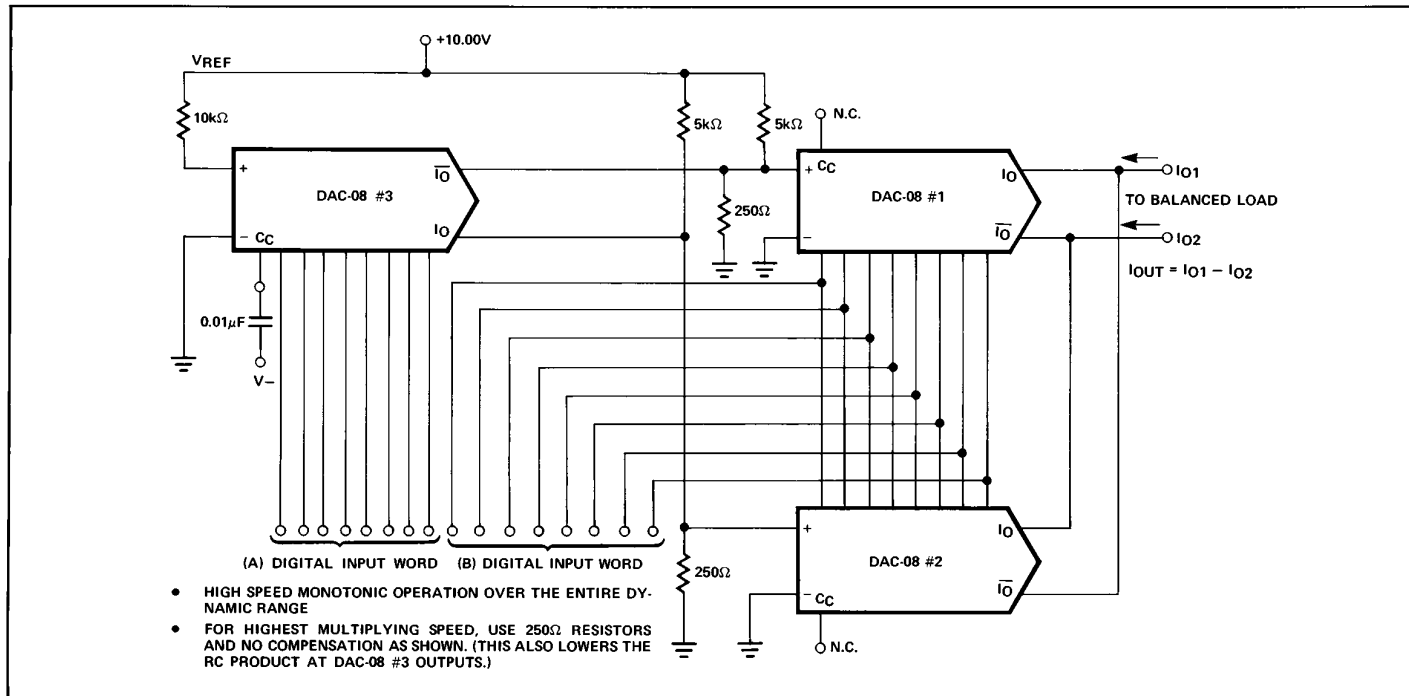 +10.00V
VREF
10kΩ
5kΩ
5kΩ
N.C.
+
IO
DAC-08 #3
IO
-
CC
250Ω
+
CC
IO
DAC-08 #1
IO
-
IO1
TO BALANCED LOAD
IO2
IOUT = IO1 − IO2
0.01μF
V−
(A) DIGITAL INPUT WORD
(B) DIGITAL INPUT WORD
250Ω
+
IO
DAC-08 #2
IO
-
CC
N.C.
• HIGH SPEED MONOTONIC OPERATION OVER THE ENTIRE DY-
NAMIC RANGE
• FOR HIGHEST MULTIPLYING SPEED, USE 250Ω RESISTORS
AND NO COMPENSATION AS SHOWN. (THIS ALSO LOWERS THE
RC PRODUCT AT DAC-08 #3 OUTPUTS.)